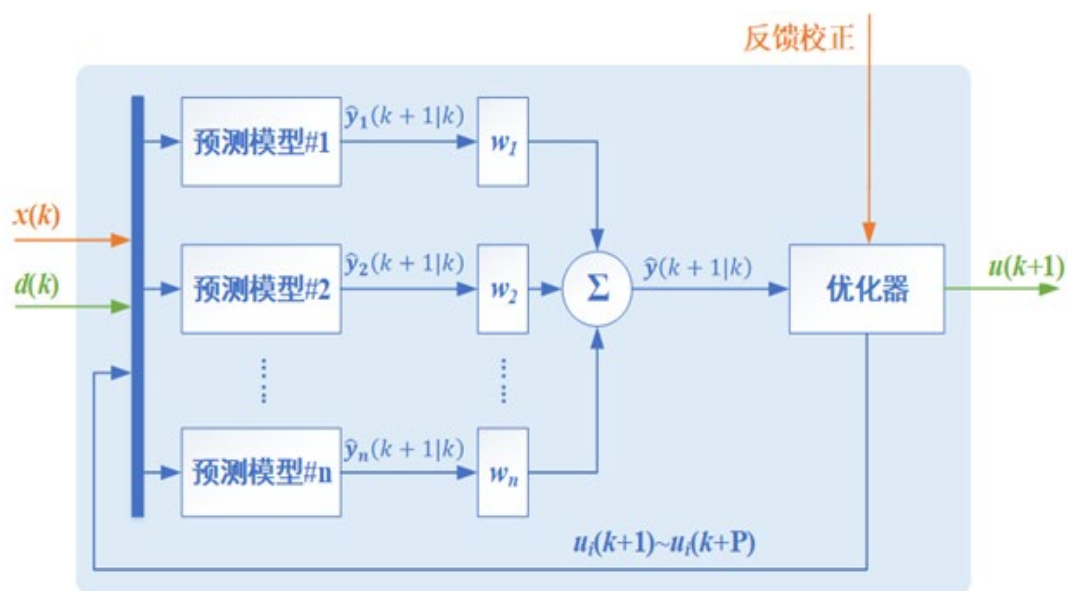 反馈校正
预测模型#1
ŷ₁(k + 1|k)
w₁
x(k)
d(k)
预测模型#2
ŷ₂(k + 1|k)
w₂
Σ
ŷ(k + 1|k)
优化器
u(k+1)
预测模型#n
ŷₙ(k + 1|k)
wₙ
uᵢ(k+1)~uᵢ(k+P)